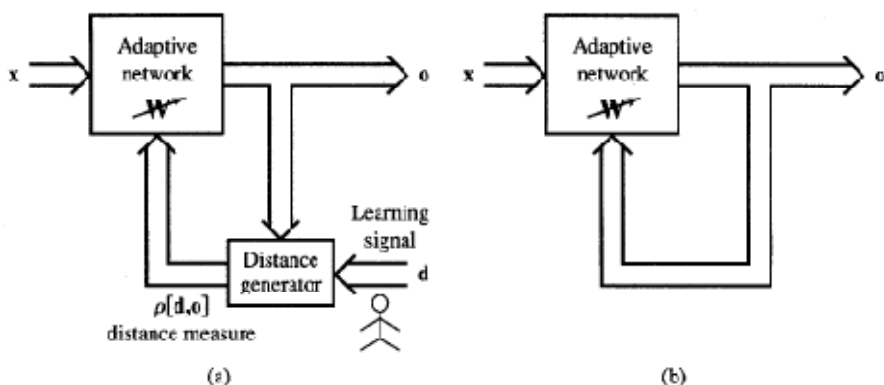 Adaptive
network
W
x
o
Learning
signal
d
Distance
generator
ρ[d,o]
distance measure
(a)
Adaptive
network
W
x
o
(b)